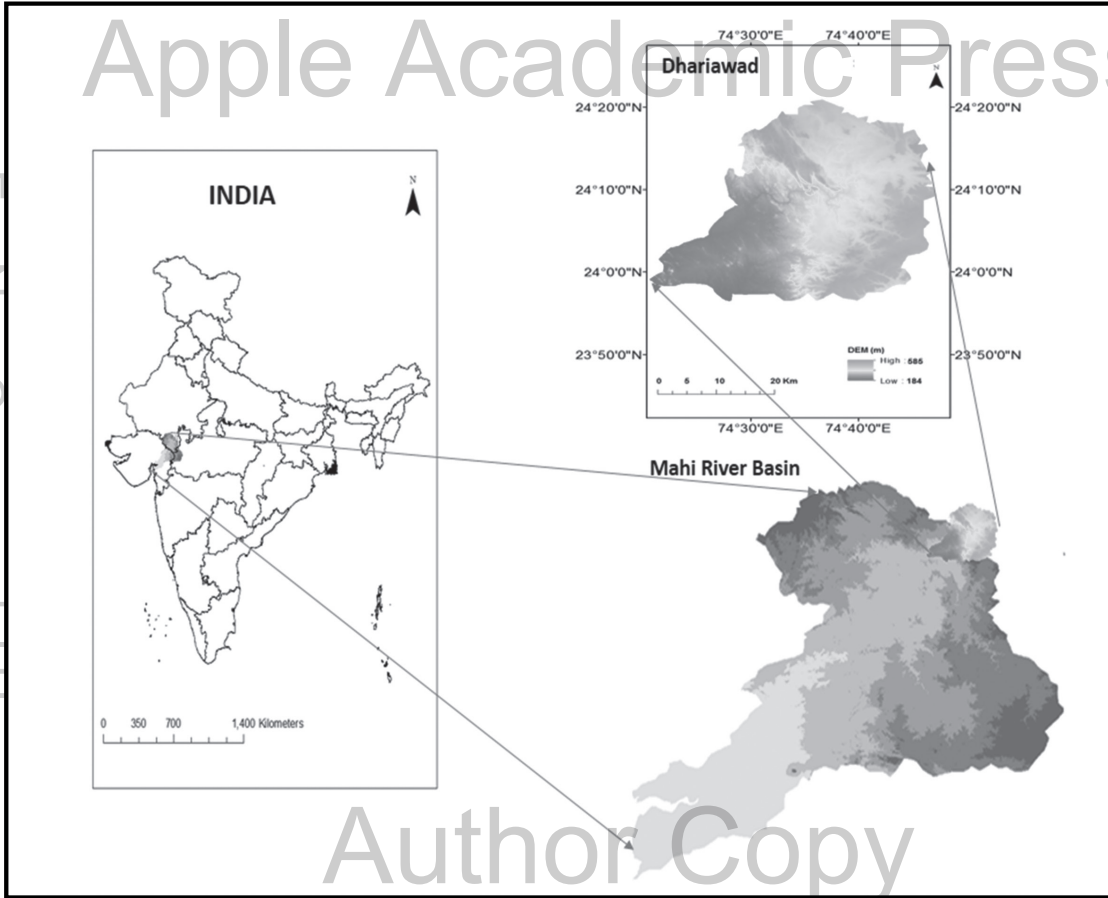 Apple Academic Press
74°30'0"E 74°40'0"E
Dhariawad
N
24°20'0"N 24°20'0"N
24°10'0"N 24°10'0"N
24°0'0"N 24°0'0"N
23°50'0"N 23°50'0"N
DEM (m)
High : 585
Low : 184
0 5 10 20 Km
74°30'0"E 74°40'0"E
INDIA
N
0 350 700 1,400 Kilometers
Mahi River Basin
Author Copy